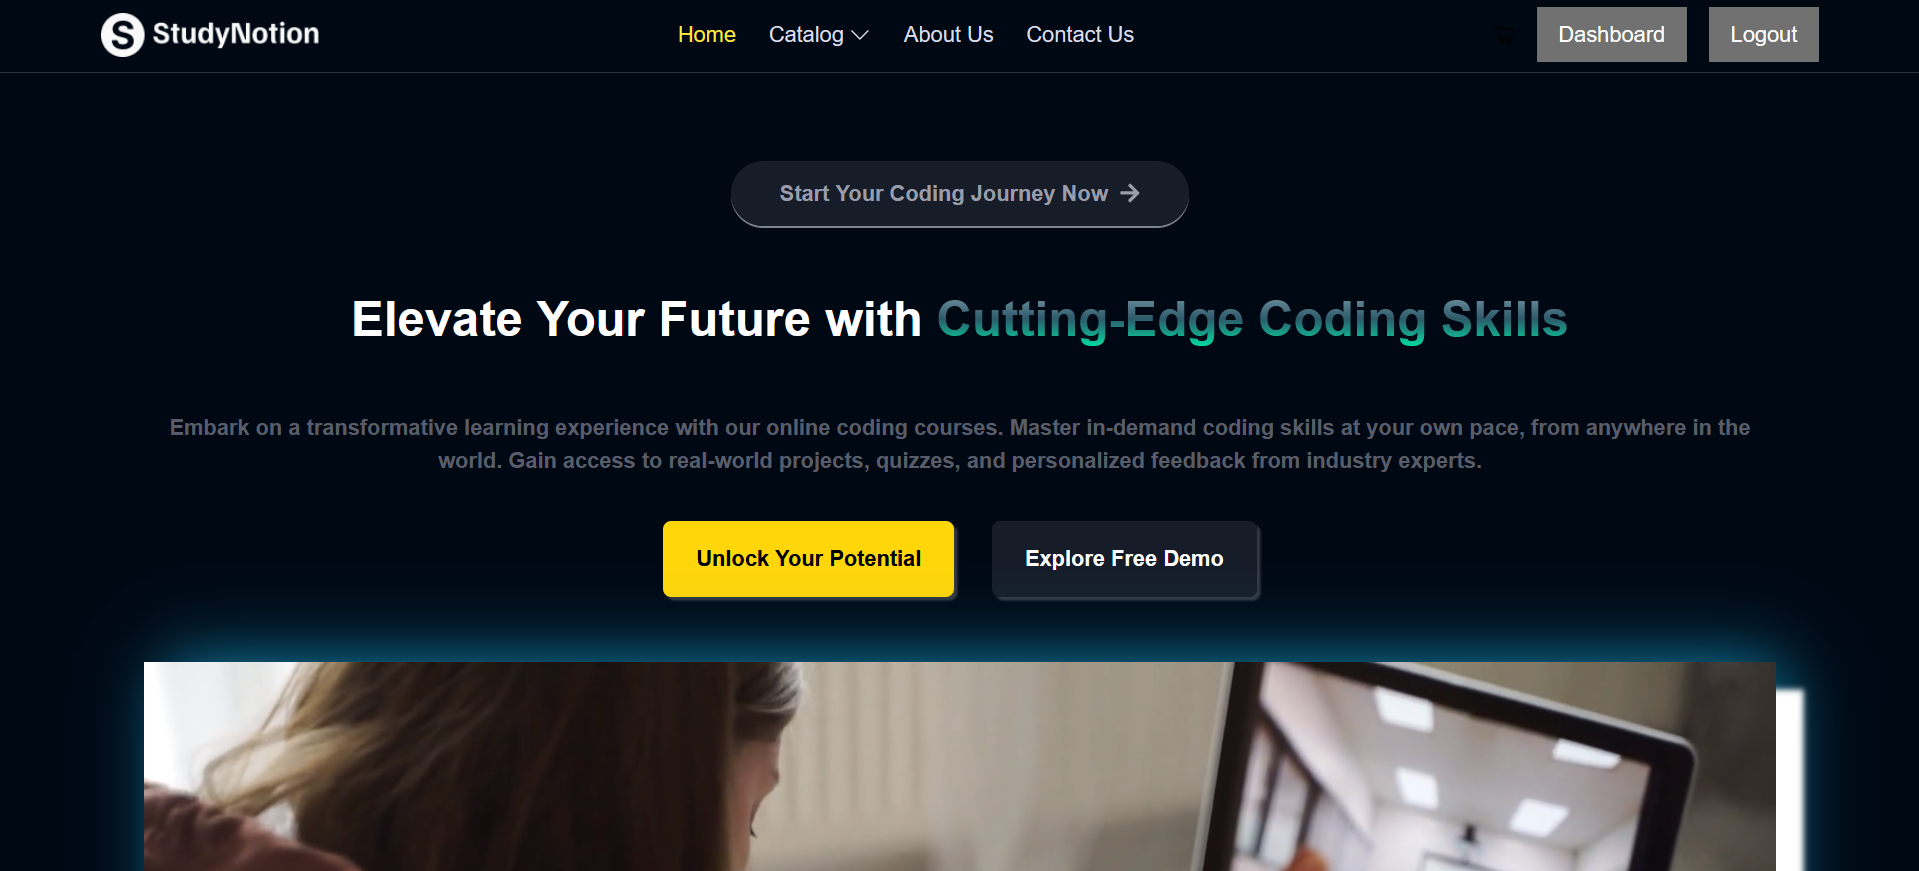 StudyNotion
Home Catalog About Us Contact Us
Dashboard Logout
Start Your Coding Journey Now
Elevate Your Future with Cutting-Edge Coding Skills
Embark on a transformative learning experience with our online coding courses. Master in-demand coding skills at your own pace, from anywhere in the
world. Gain access to real-world projects, quizzes, and personalized feedback from industry experts.
Unlock Your Potential Explore Free Demo